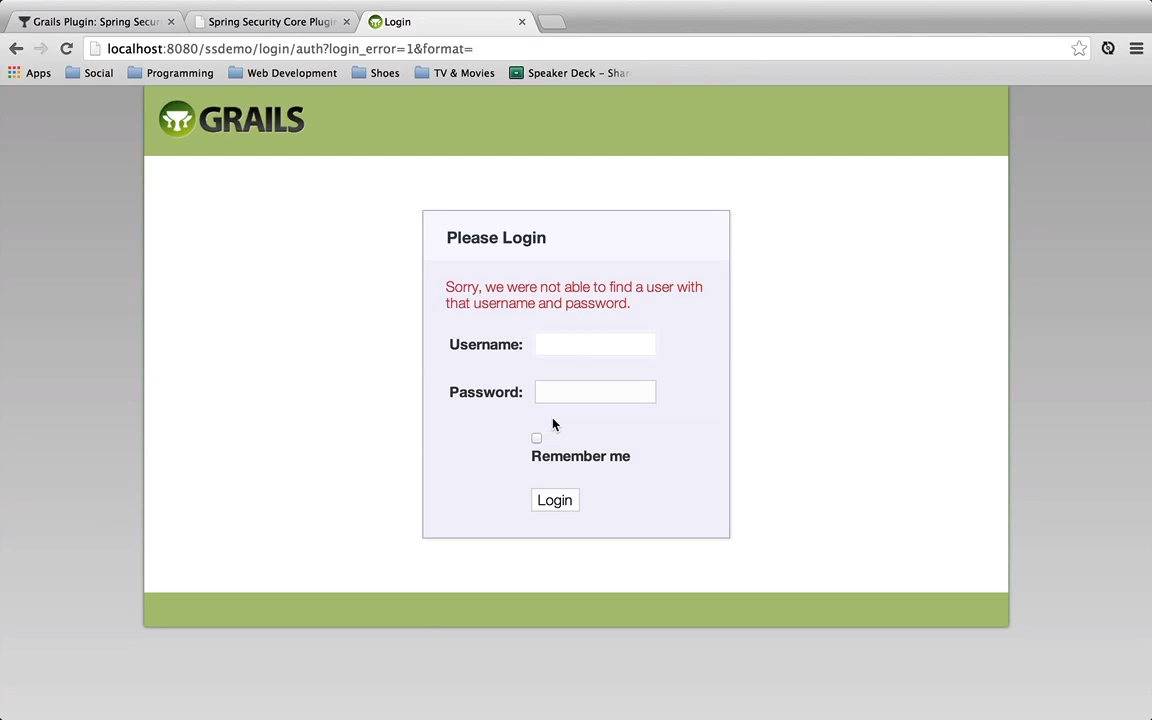 Grails Plugin: Spring Secur
Spring Security Core Plugin
Login
localhost:8080/ssdemo/login/auth?login_error=1&format=
Apps
Social
Programming
Web Development
Shoes
TV & Movies
Speaker Deck – Shar
GRAILS
Please Login
Sorry, we were not able to find a user with
that username and password.
Username:
Password:
Remember me
Login